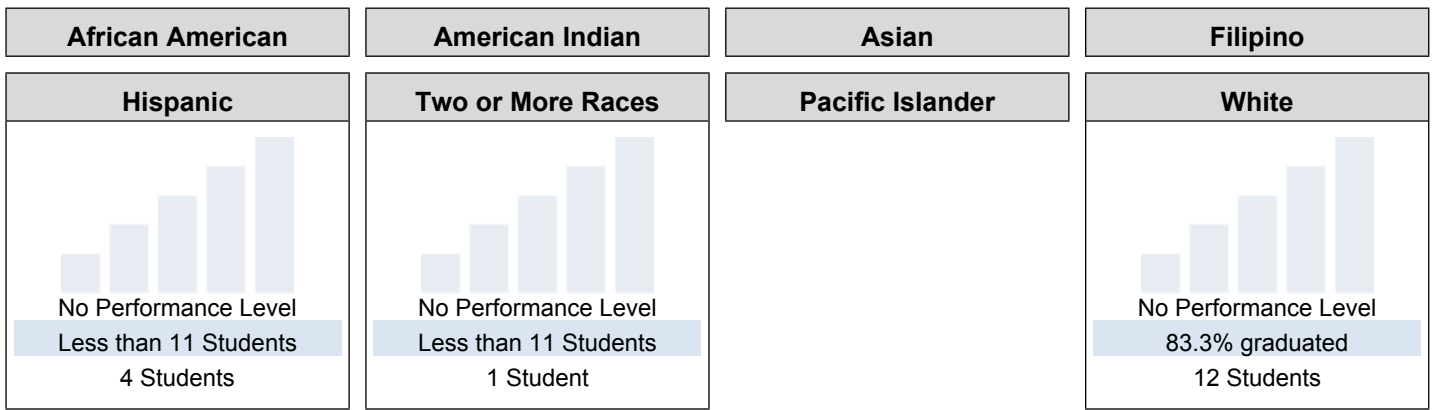 African American
American Indian
Asian
Filipino
Hispanic
No Performance Level
Less than 11 Students
4 Students
Two or More Races
No Performance Level
Less than 11 Students
1 Student
Pacific Islander
White
No Performance Level
83.3% graduated
12 Students